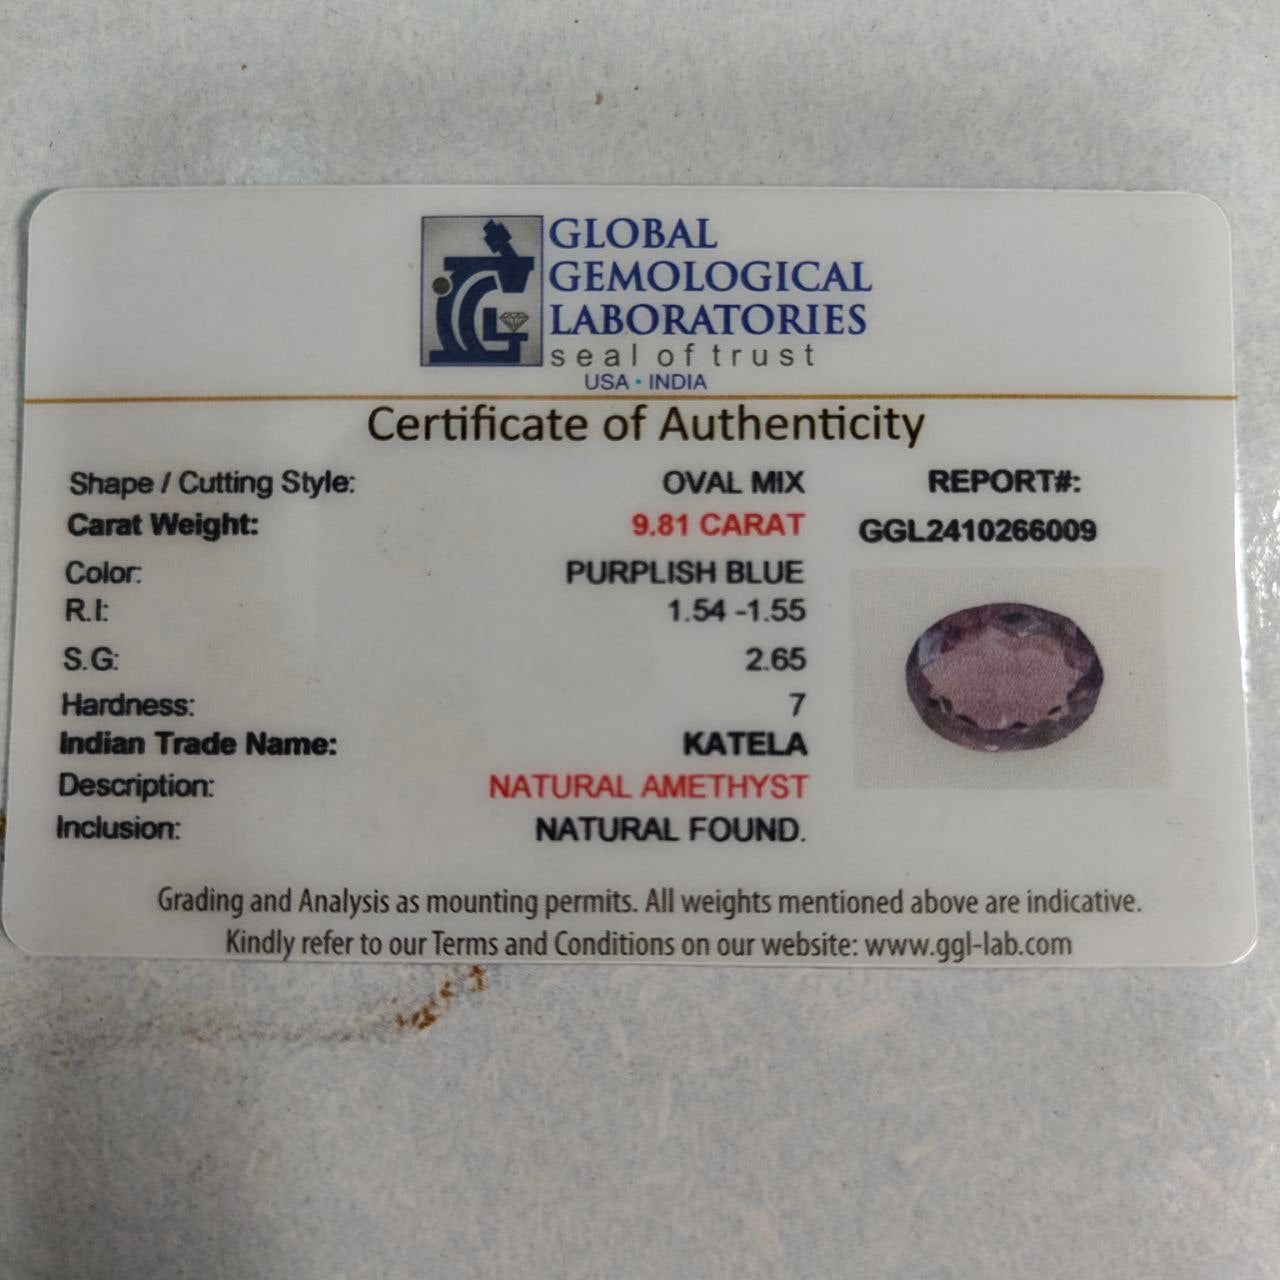 GLOBAL
GEMOLOGICAL
LABORATORIES
seal of trust
USA • INDIA
Certificate of Authenticity
Shape / Cutting Style: OVAL MIX
REPORT#:
Carat Weight: 9.81 CARAT
GGL2410266009
Color: PURPLISH BLUE
R.I: 1.54 -1.55
S.G: 2.65
Hardness: 7
Indian Trade Name: KATELA
Description: NATURAL AMETHYST
Inclusion: NATURAL FOUND.
Grading and Analysis as mounting permits. All weights mentioned above are indicative.
Kindly refer to our Terms and Conditions on our website: www.ggl-lab.com